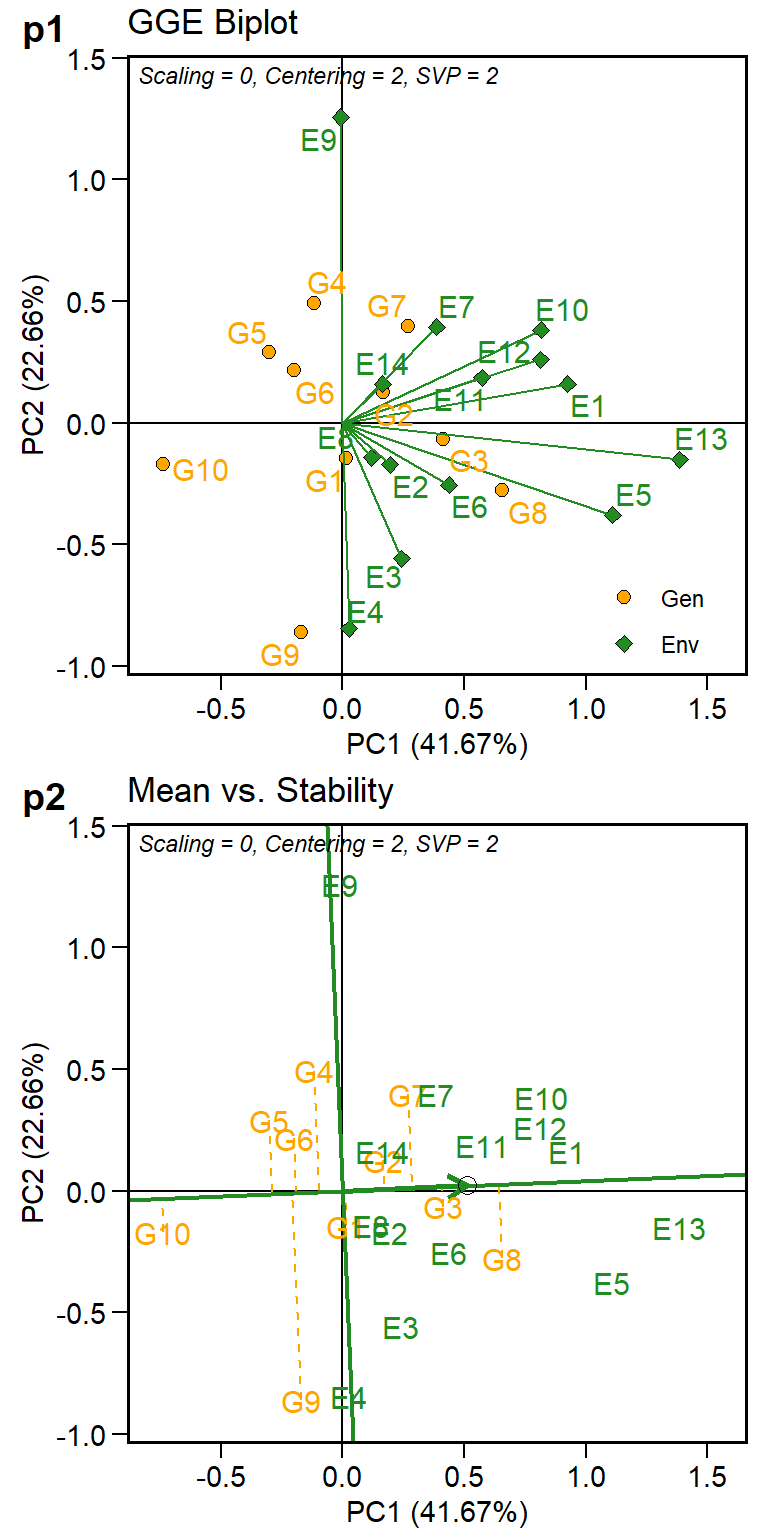 p1 GGE Biplot
Scaling = 0, Centering = 2, SVP = 2
1.5
1.0
0.5
0.0
-0.5
-1.0
PC2 (22.66%)
E9
G4
G7
E7
E10
G5
E14
E12
G6
G2
E11
E1
E8
E13
G10
G1
E2
G3
E6
G8
E5
E3
E4
G9
Gen
Env
-0.5 0.0 0.5 1.0 1.5
PC1 (41.67%)
p2 Mean vs. Stability
Scaling = 0, Centering = 2, SVP = 2
1.5
1.0
0.5
0.0
-0.5
-1.0
PC2 (22.66%)
E9
G4
G7
E7
E10
G5
G6
E12
E14
G2
E11
E1
G10
G1
E8
E2
G3
E13
E6
G8
E5
E3
G9
E4
-0.5 0.0 0.5 1.0 1.5
PC1 (41.67%)